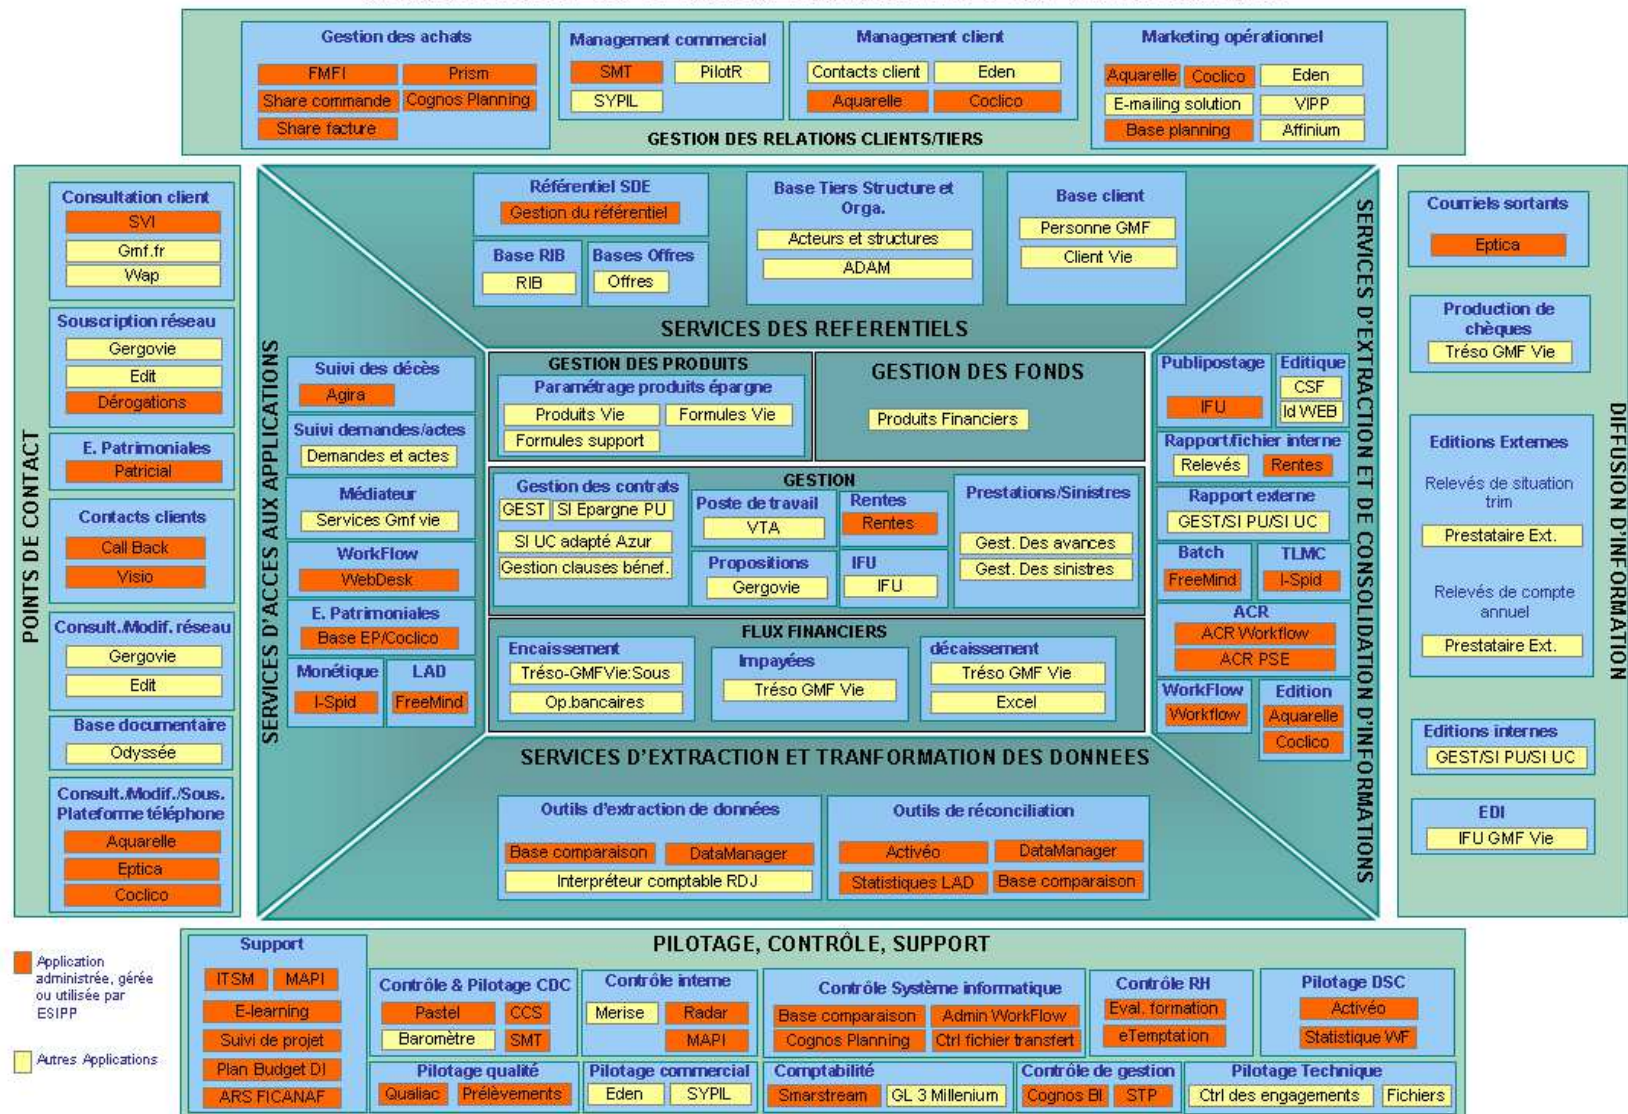 Gestion des achats
FMFI
Prism
Share commande
Cognos Planning
Share facture
Management commercial
SMT
PilotR
SYPIL
Management client
Contacts client
Eden
Aquarelle
Coclico
Marketing opérationnel
Aquarelle
Coclico
Eden
E-mailing solution
VIPP
Base planning
Affinium
GESTION DES RELATIONS CLIENTS/TIERS
POINTS DE CONTACT
Consultation client
SVI
Gmf.fr
Wap
Souscription réseau
Gergovie
Edit
Dérogations
E. Patrimoniales
Patricial
Contacts clients
Call Back
Visio
Consult./Modif. réseau
Gergovie
Edit
Base documentaire
Odyssée
Consult./Modif./Sous.
Plateforme téléphone
Aquarelle
Eptica
Coclico
SERVICES D'ACCES AUX APPLICATIONS
Suivi des décès
Agira
Suivi demandes/actes
Demandes et actes
Médiateur
Services Gmf vie
WorkFlow
WebDesk
E. Patrimoniales
Base EP/Coclico
Monétique
I-Spid
LAD
FreeMind
Référentiel SDE
Gestion du référentiel
Base RIB
RIB
Bases Offres
Offres
Base Tiers Structure et
Orga.
Acteurs et structures
ADAM
Base client
Personne GMF
Client Vie
SERVICES DES REFERENTIELS
GESTION DES PRODUITS
Paramétrage produits épargne
Produits Vie
Formules Vie
Formules support
GESTION DES FONDS
Produits Financiers
GESTION
Gestion des contrats
GEST
SI Epargne PU
SI UC adapté Azur
Gestion clauses bénef.
Poste de travail
VTA
Propositions
Gergovie
Rentes
Rentes
IFU
IFU
Prestations/Sinistres
Gest. Des avances
Gest. Des sinistres
FLUX FINANCIERS
Encaissement
Tréso-GMFVie:Sous
Op.bancaires
Impayées
Tréso GMF Vie
décaissement
Tréso GMF Vie
Excel
SERVICES D'EXTRACTION ET TRANFORMATION DES DONNEES
Outils d'extraction de données
Base comparaison
DataManager
Interpréteur comptable RDJ
Outils de réconciliation
Activéo
DataManager
Statistiques LAD
Base comparaison
SERVICES D'EXTRACTION ET DE CONSOLIDATION D'INFORMATIONS
Publipostage
IFU
Editique
CSF
Id WEB
Rapport/fichier interne
Relevés
Rentes
Rapport externe
GEST/SI PU/SI UC
Batch
FreeMind
TLMC
I-Spid
ACR
ACR Workflow
ACR PSE
WorkFlow
Workflow
Edition
Aquarelle
Coclico
DIFFUSION D'INFORMATION
Courriels sortants
Eptica
Production de
chèques
Tréso GMF Vie
Editions Externes
Relevés de situation
trim
Prestataire Ext.
Relevés de compte
annuel
Prestataire Ext.
Editions internes
GEST/SI PU/SI UC
EDI
IFU GMF Vie
PILOTAGE, CONTRÔLE, SUPPORT
Support
ITSM
MAPI
E-learning
Suivi de projet
Plan Budget DI
ARS FICANAF
Contrôle & Pilotage CDC
Pastel
CCS
Baromètre
SMT
Contrôle interne
Merise
Radar
MAPI
Contrôle Système informatique
Base comparaison
Admin WorkFlow
Cognos Planning
Ctrl fichier transfert
Contrôle RH
Eval. formation
eTemptation
Pilotage DSC
Activéo
Statistique WF
Pilotage qualité
Qualiac
Prélèvements
Pilotage commercial
Eden
SYPIL
Comptabilité
Smarstream
GL 3 Millenium
Contrôle de gestion
Cognos BI
STP
Pilotage Technique
Ctrl des engagements
Fichiers
Application
administrée, gérée
ou utilisée par
ESIPP
Autres Applications